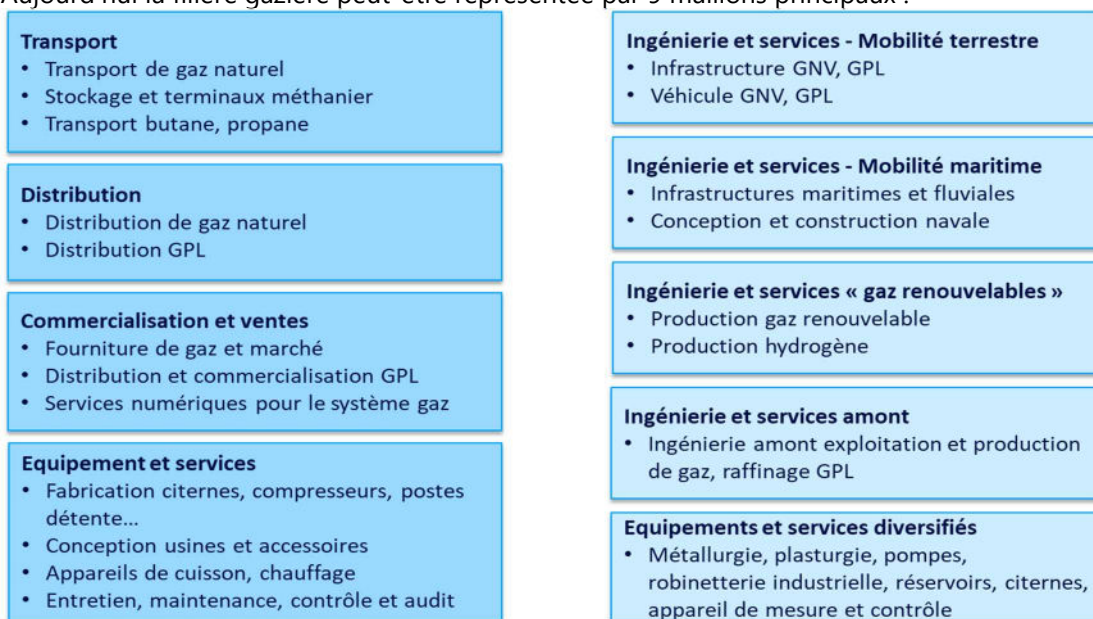 Aujourd'hui la filière gazière peut-être représentée par 9 maillons principaux :
Transport
• Transport de gaz naturel
• Stockage et terminaux méthanier
• Transport butane, propane
Distribution
• Distribution de gaz naturel
• Distribution GPL
Commercialisation et ventes
• Fourniture de gaz et marché
• Distribution et commercialisation GPL
• Services numériques pour le système gaz
Equipement et services
• Fabrication citernes, compresseurs, postes
détente...
• Conception usines et accessoires
• Appareils de cuisson, chauffage
• Entretien, maintenance, contrôle et audit
Ingénierie et services - Mobilité terrestre
• Infrastructure GNV, GPL
• Véhicule GNV, GPL
Ingénierie et services - Mobilité maritime
• Infrastructures maritimes et fluviales
• Conception et construction navale
Ingénierie et services « gaz renouvelables »
• Production gaz renouvelable
• Production hydrogène
Ingénierie et services amont
• Ingénierie amont exploitation et production
de gaz, raffinage GPL
Equipements et services diversifiés
• Métallurgie, plasturgie, pompes,
robinetterie industrielle, réservoirs, citernes,
appareil de mesure et contrôle